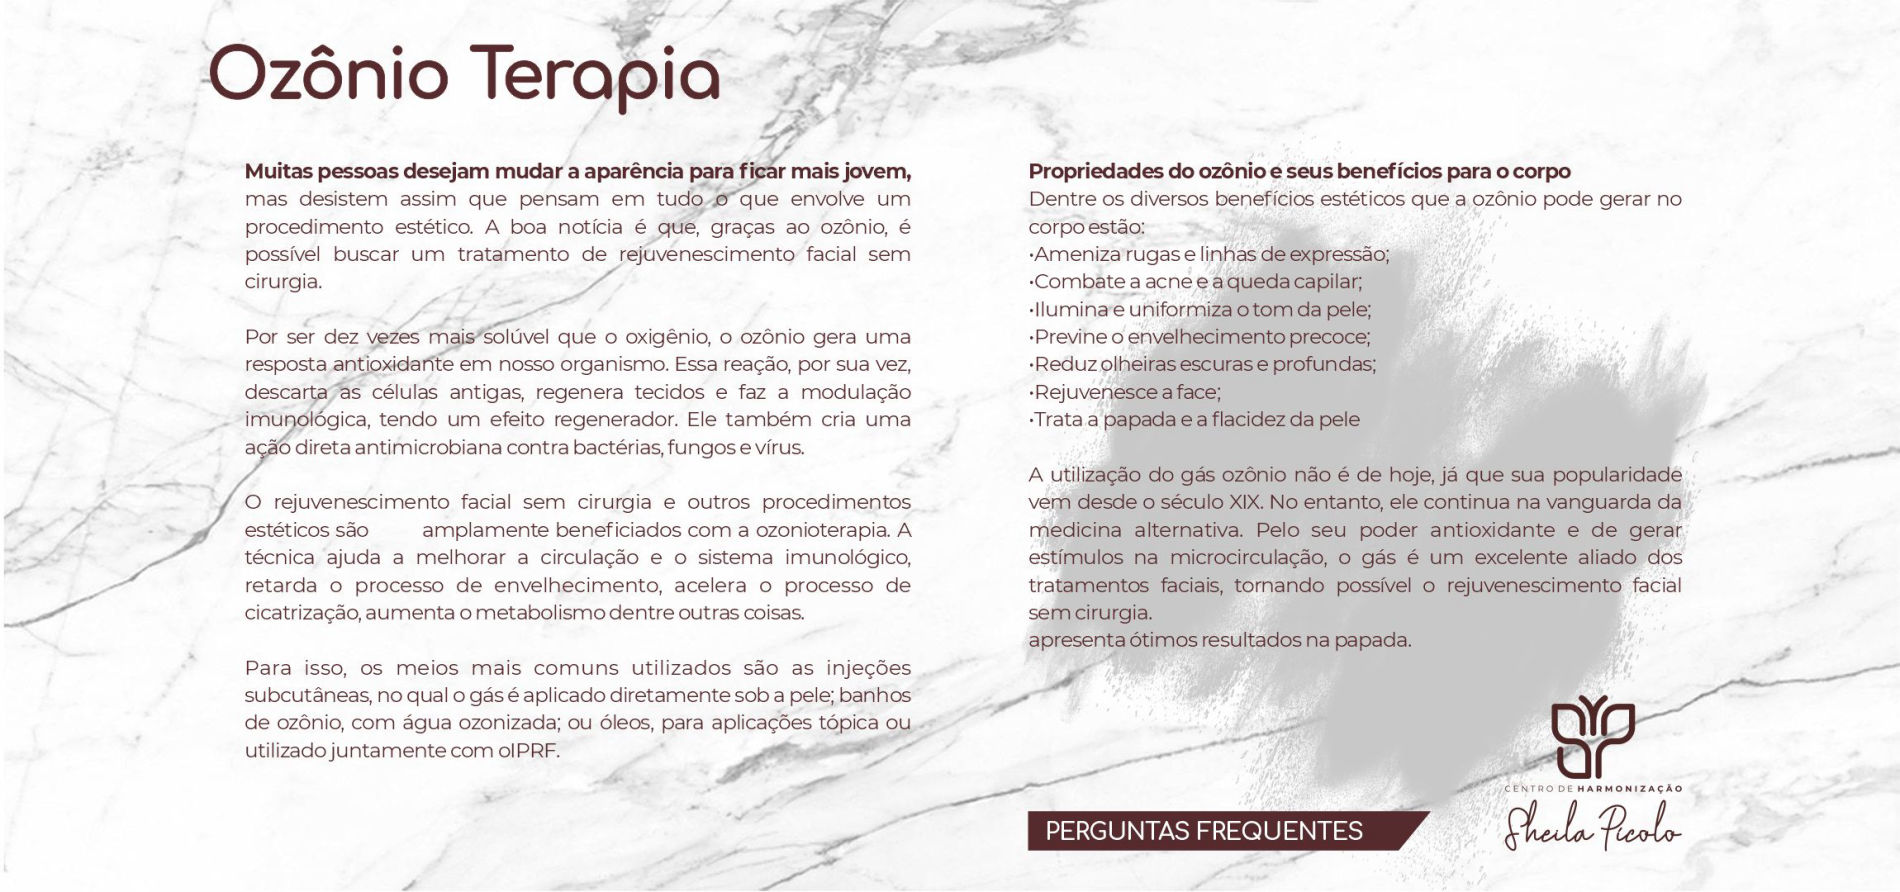 Ozônio Terapia
Muitas pessoas desejam mudar a aparência para ficar mais jovem,
mas desistem assim que pensam em tudo o que envolve um
procedimento estético. A boa notícia é que, graças ao ozônio, é
possível buscar um tratamento de rejuvenescimento facial sem
cirurgia.
Por ser dez vezes mais solúvel que o oxigênio, o ozônio gera uma
resposta antioxidante em nosso organismo. Essa reação, por sua vez,
descarta as células antigas, regenera tecidos e faz a modulação
imunológica, tendo um efeito regenerador. Ele também cria uma
ação direta antimicrobiana contra bactérias, fungos e vírus.
O rejuvenescimento facial sem cirurgia e outros procedimentos
estéticos são amplamente beneficiados com a ozonioterapia. A
técnica ajuda a melhorar a circulação e o sistema imunológico,
retarda o processo de envelhecimento, acelera o processo de
cicatrização, aumenta o metabolismo dentre outras coisas.
Para isso, os meios mais comuns utilizados são as injeções
subcutâneas, no qual o gás é aplicado diretamente sob a pele; banhos
de ozônio, com água ozonizada; ou óleos, para aplicações tópica ou
utilizado juntamente com oIPRF.
Propriedades do ozônio e seus benefícios para o corpo
Dentre os diversos benefícios estéticos que a ozônio pode gerar no
corpo estão:
•Ameniza rugas e linhas de expressão;
•Combate a acne e a queda capilar;
•Ilumina e uniformiza o tom da pele;
•Previne o envelhecimento precoce;
•Reduz olheiras escuras e profundas;
•Rejuvenesce a face;
•Trata a papada e a flacidez da pele
A utilização do gás ozônio não é de hoje, já que sua popularidade
vem desde o século XIX. No entanto, ele continua na vanguarda da
medicina alternativa. Pelo seu poder antioxidante e de gerar
estímulos na microcirculação, o gás é um excelente aliado dos
tratamentos faciais, tornando possível o rejuvenescimento facial
sem cirurgia.
apresenta ótimos resultados na papada.
PERGUNTAS FREQUENTES
CENTRO DE HARMONIZAÇÃO
Sheila Picolo